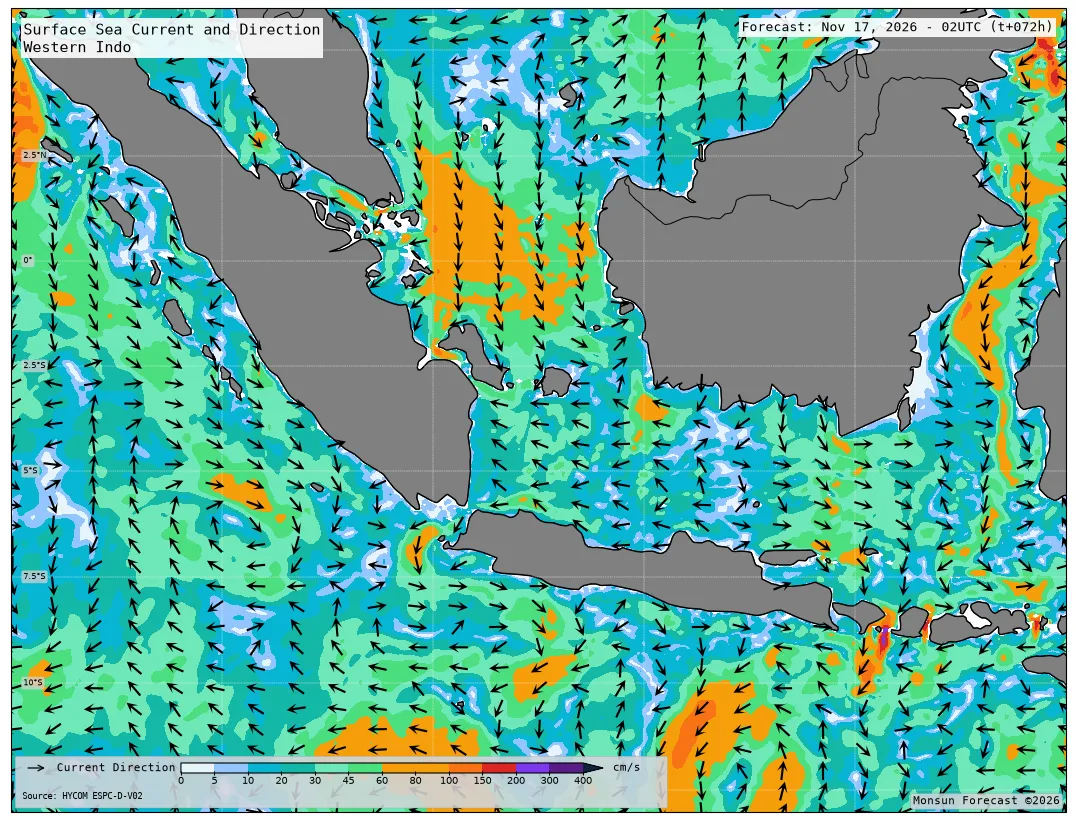 Surface Sea Current and Direction
Western Indo
Forecast: Nov 17, 2026 - 02UTC (t+072h)
2.5°N
0°
2.5°S
5°S
7.5°S
10°S
Current Direction
0 5 10 20 30 45 60 80 100 150 200 300 400 cm/s
Source: HYCOM ESPC-D-V02
Monsun Forecast ©2026